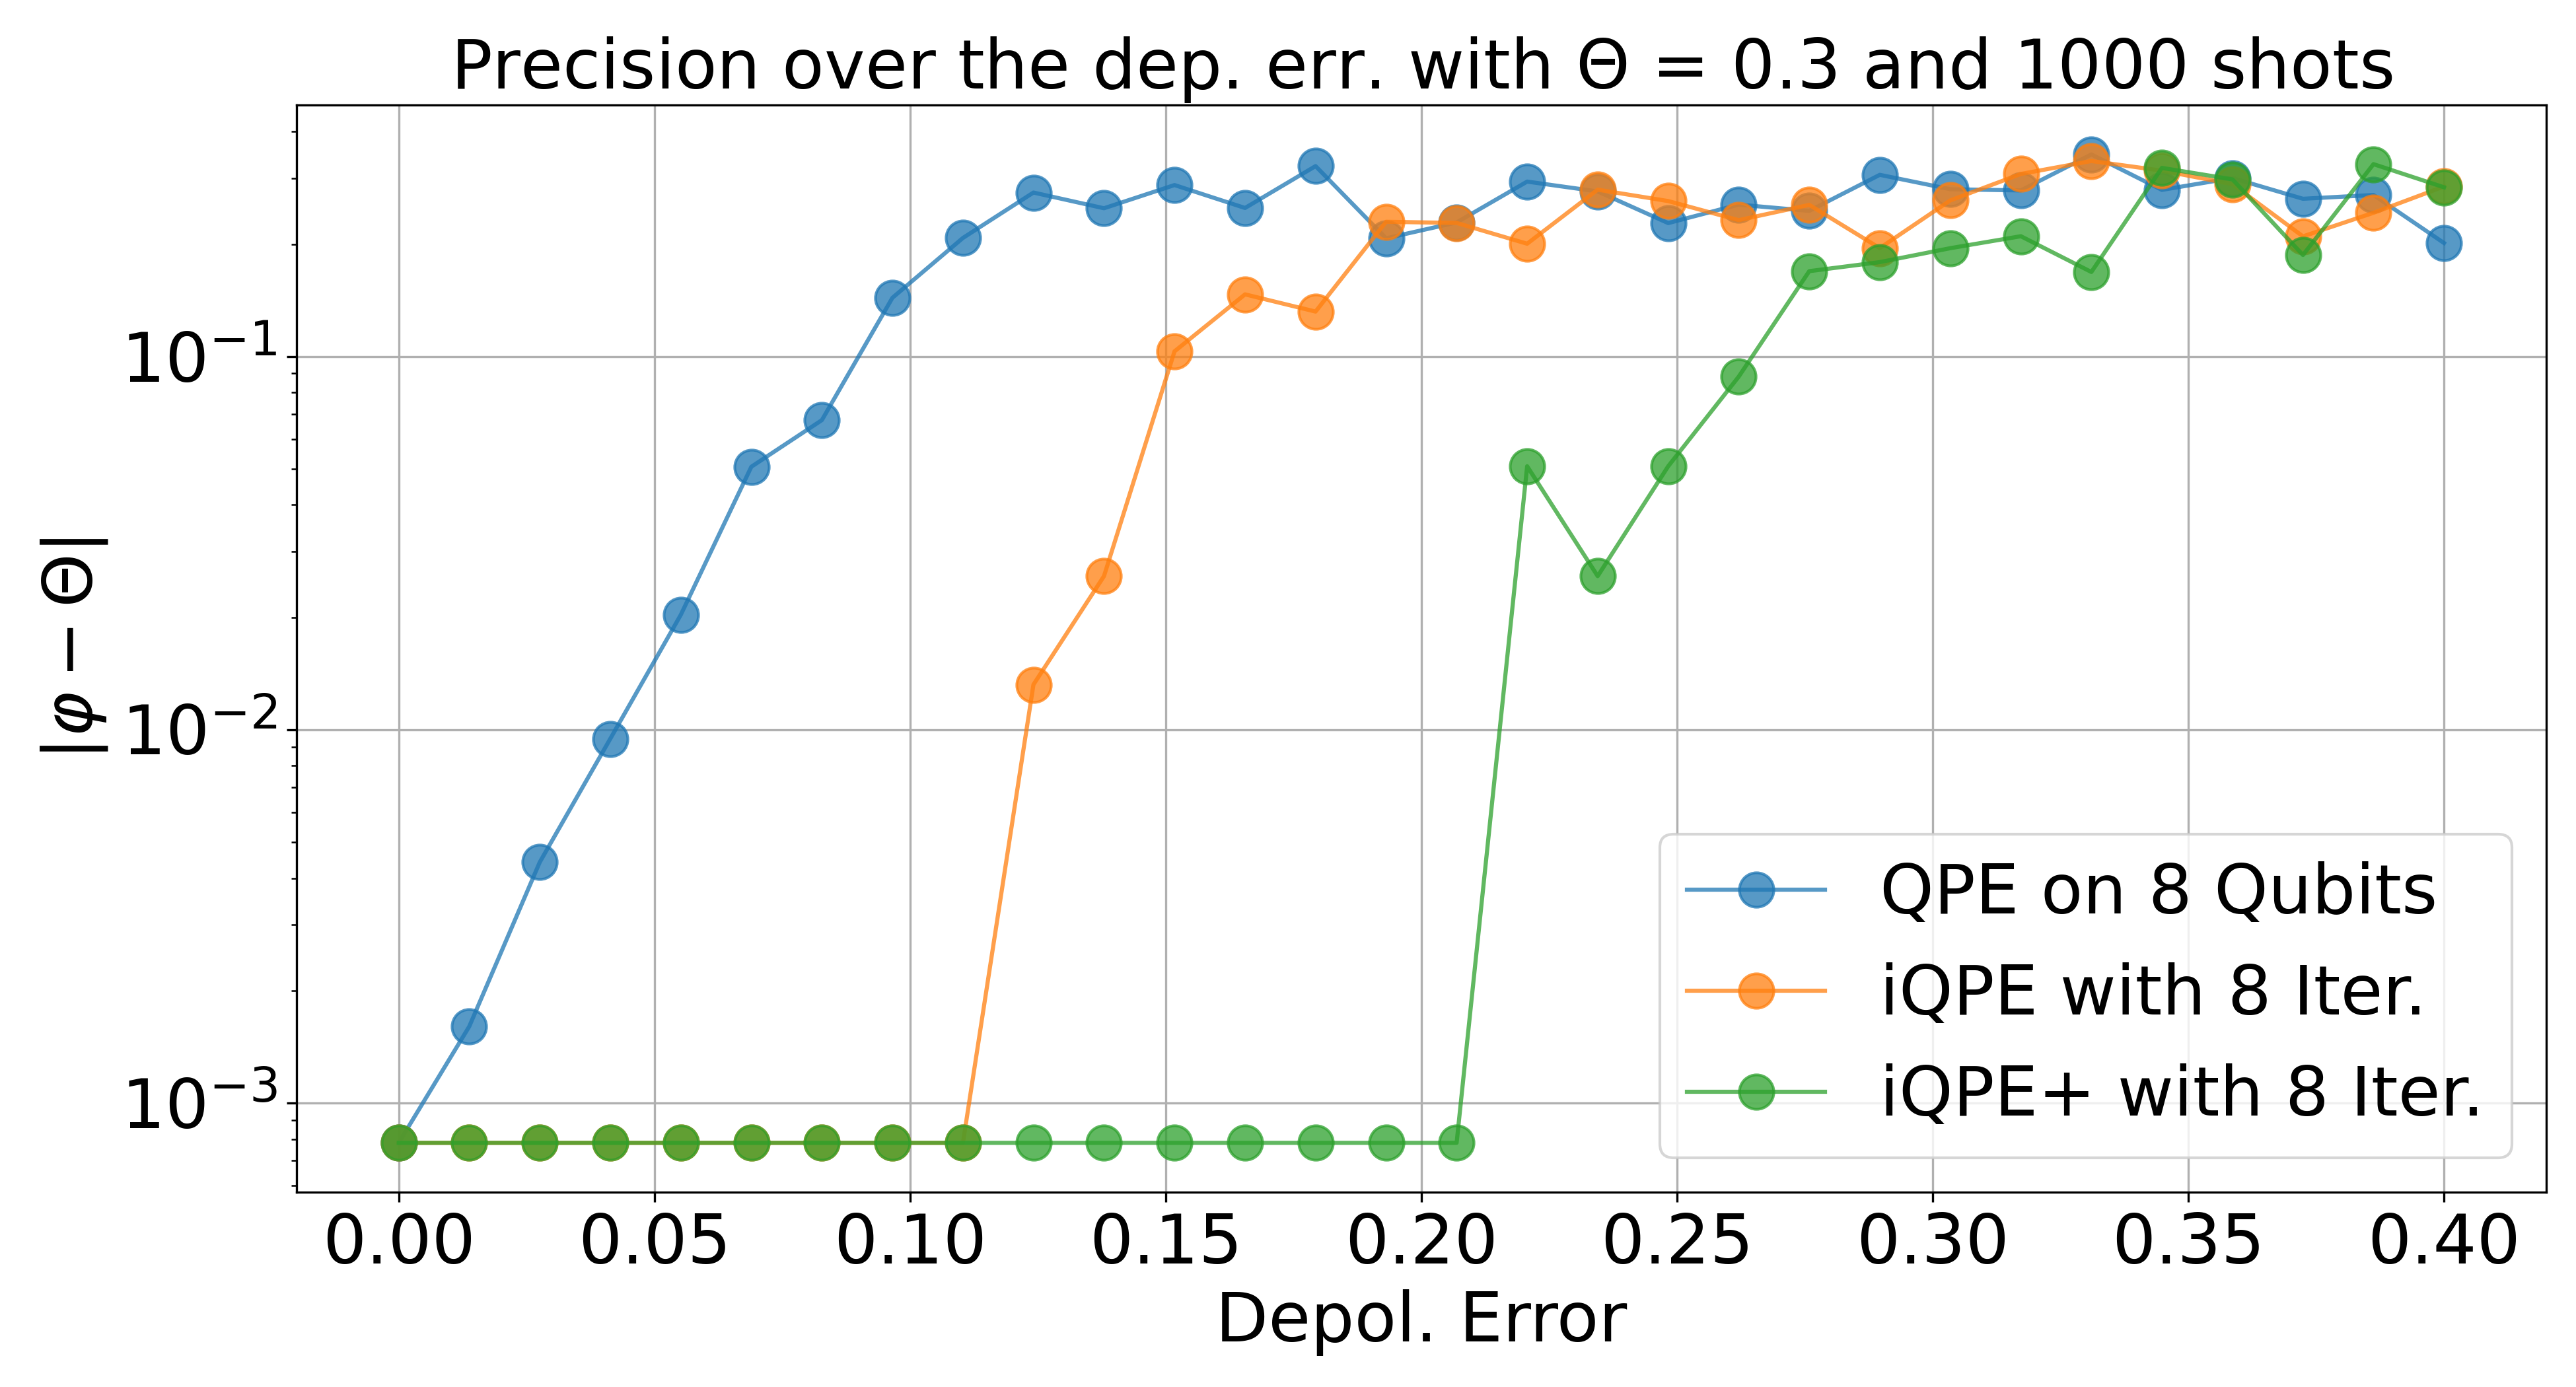 Precision over the dep. err. with Θ = 0.3 and 1000 shots
|φ − Θ|
10⁻¹
10⁻²
10⁻³
QPE on 8 Qubits
iQPE with 8 Iter.
iQPE+ with 8 Iter.
0.00 0.05 0.10 0.15 0.20 0.25 0.30 0.35 0.40
Depol. Error